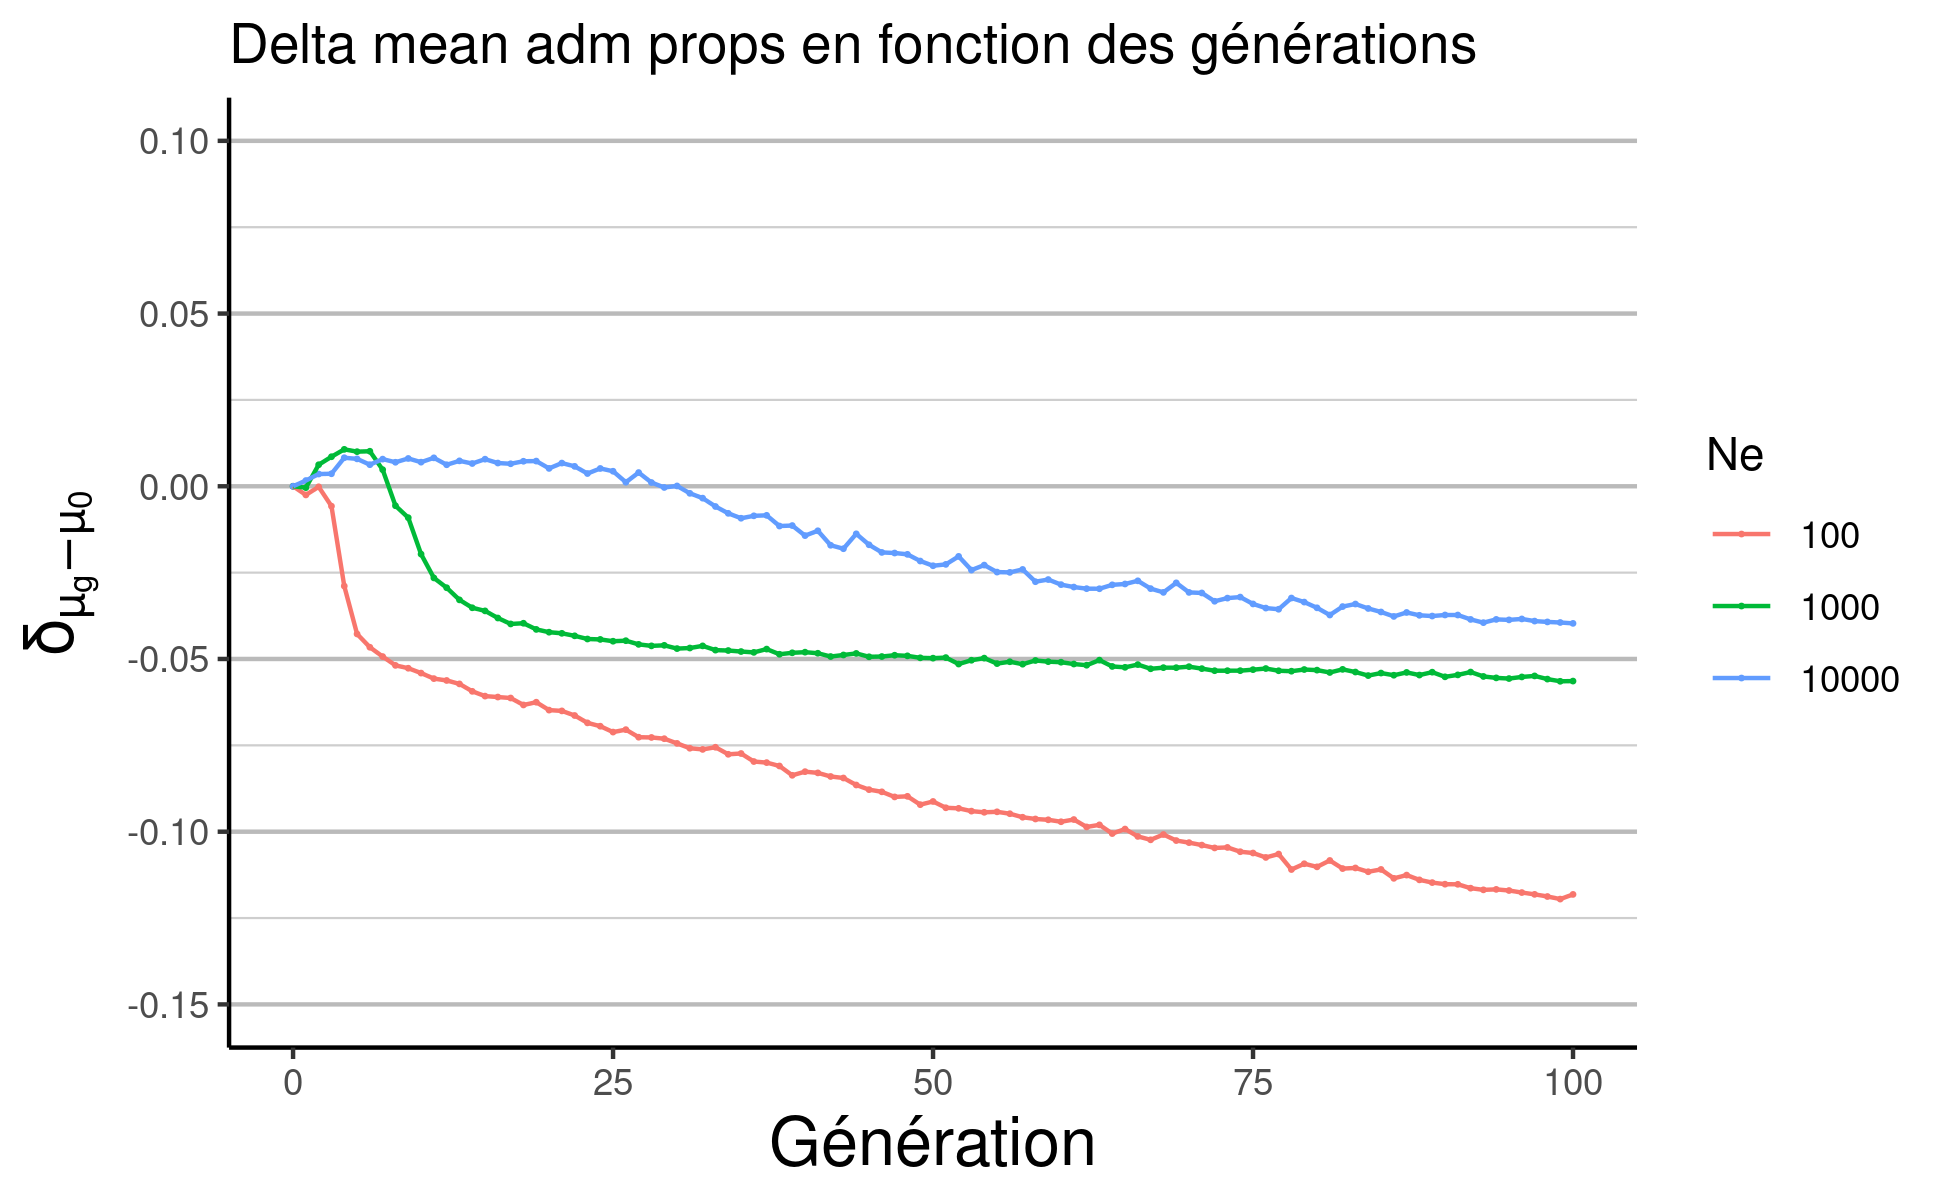 Delta mean adm props en fonction des générations
0.10
0.05
0.00
-0.05
-0.10
-0.15
δμg−μ0
0 25 50 75 100
Génération
Ne
100
1000
10000